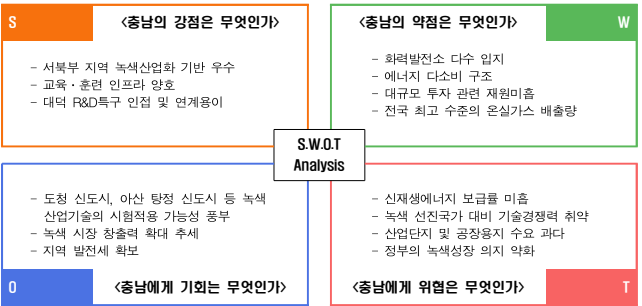 S
<충남의 강점은 무엇인가>
- 서북부 지역 녹색산업화 기반 우수
- 교육·훈련 인프라 양호
- 대덕 R&D특구 인접 및 연계용이
<충남의 약점은 무엇인가>
W
- 화력발전소 다수 입지
- 에너지 다소비 구조
- 대규모 투자 관련 재원미흡
- 전국 최고 수준의 온실가스 배출량
S.W.O.T
Analysis
- 도청 신도시, 아산 탕정 신도시 등 녹색
산업기술의 시험적용 가능성 풍부
- 녹색 시장 창출력 확대 추세
- 지역 발전세 확보
O
<충남에게 기회는 무엇인가>
- 신재생에너지 보급률 미흡
- 녹색 선진국가 대비 기술경쟁력 취약
- 산업단지 및 공장용지 수요 과다
- 정부의 녹색성장 의지 약화
<충남에게 위협은 무엇인가>
T